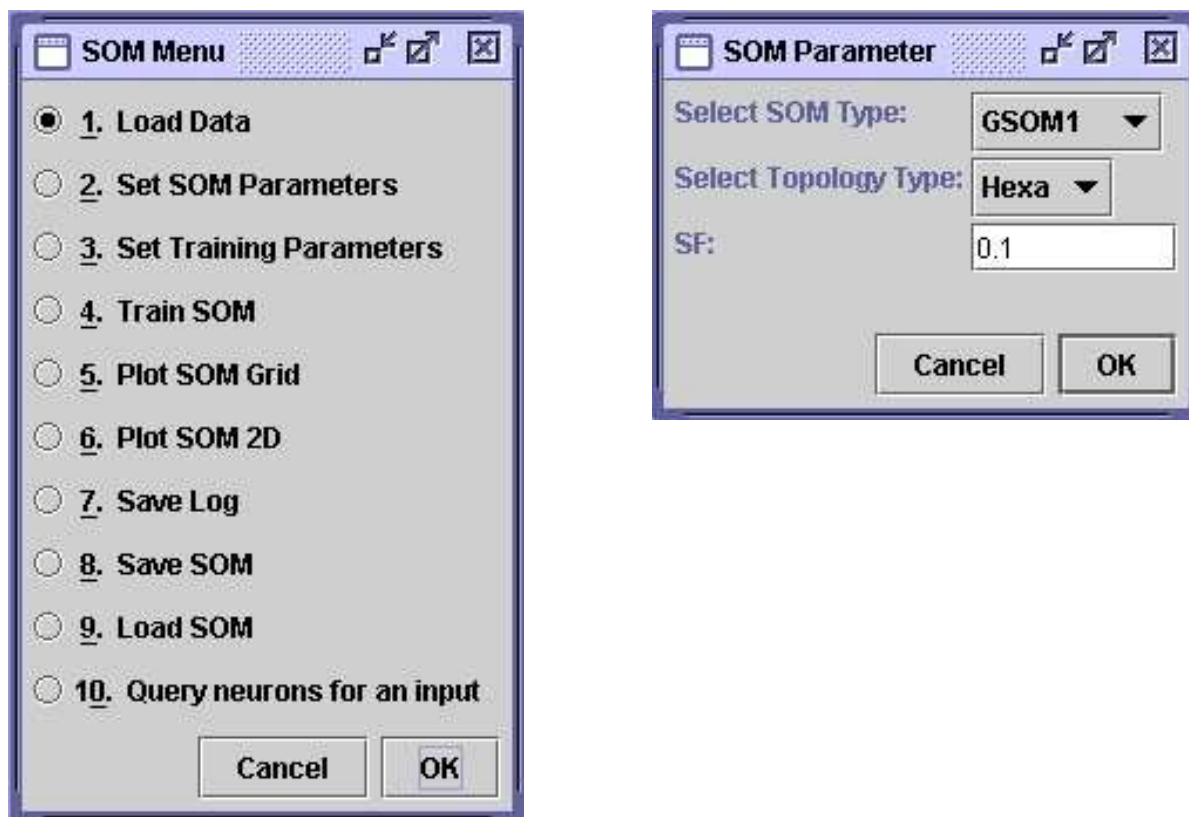 SOM Menu
1. Load Data
2. Set SOM Parameters
3. Set Training Parameters
4. Train SOM
5. Plot SOM Grid
6. Plot SOM 2D
7. Save Log
8. Save SOM
9. Load SOM
10. Query neurons for an input
Cancel OK
SOM Parameter
Select SOM Type: GSOM1
Select Topology Type: Hexa
SF: 0.1
Cancel OK